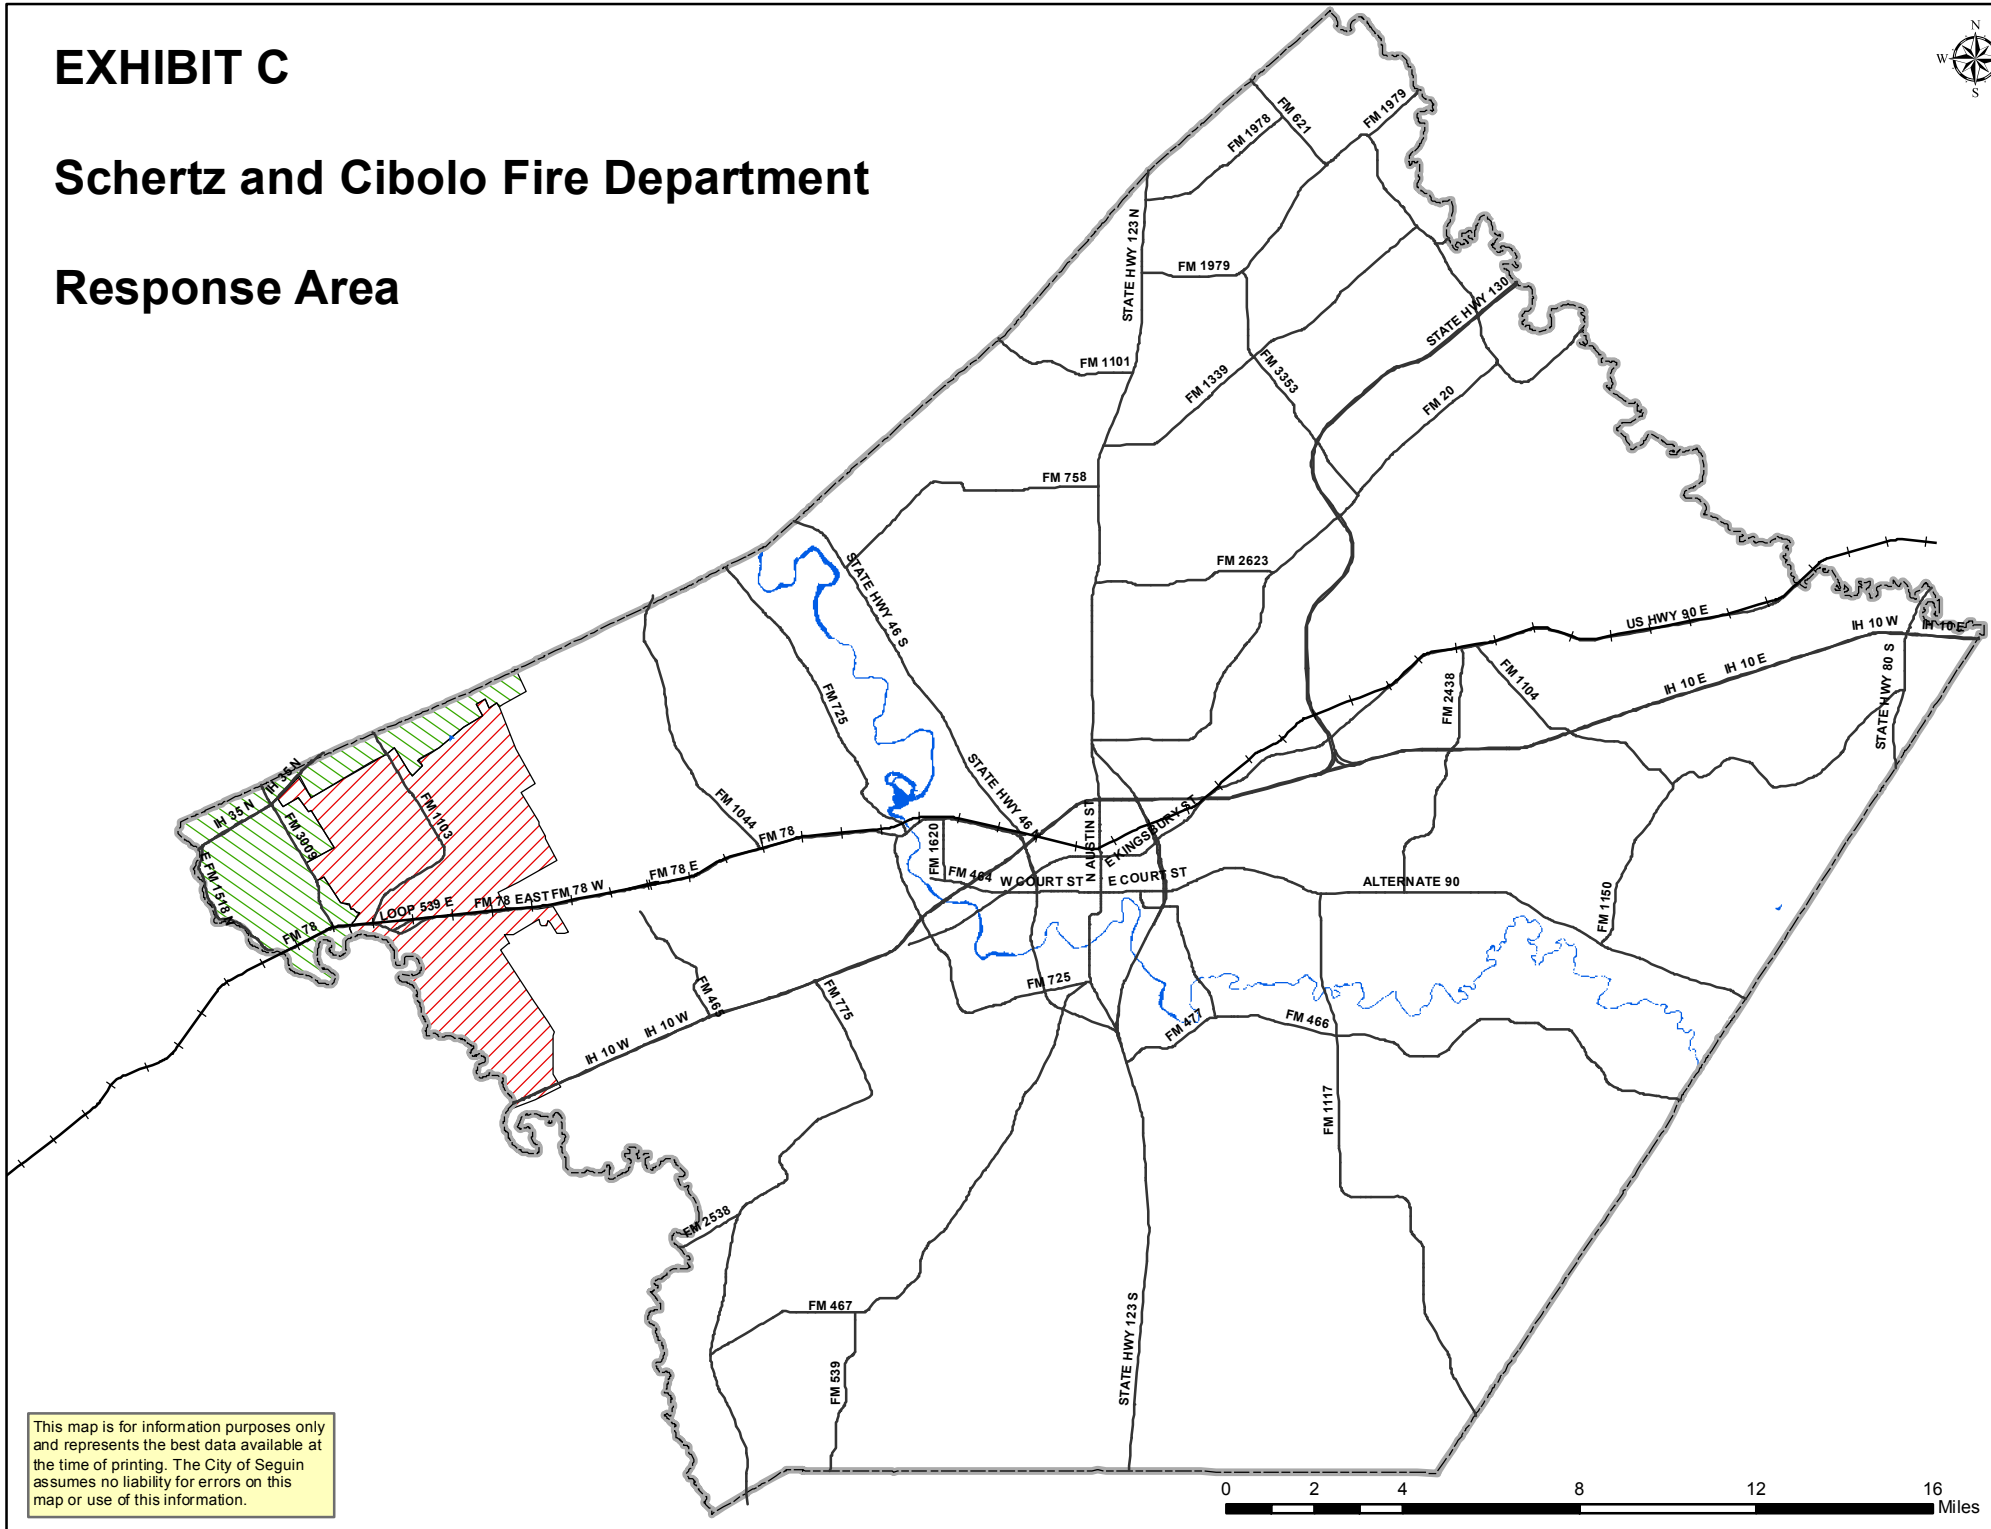 EXHIBIT C
Schertz and Cibolo Fire Department
Response Area
N
W
S
FM 621
FM 1979
FM 1978
STATE HWY 123 N
FM 1979
STATE HWY 130
FM 1101
FM 1339
FM 3353
FM 20
FM 758
STATE HWY 46 S
FM 2623
US HWY 90 E
IH 10 W
IH 10 E
IH 10 E
IH 10 E
STATE HWY 80 S
FM 2438
FM 1104
FM 725
STATE HWY 46
IH 35 N
IH 35 N
FM 3009
FM 1103
FM 1044
FM 78
FM 1620
N AUSTIN ST
E KINGSBURY ST
E FM 1518 N
FM 78 E
FM 464
W COURT ST
E COURT ST
ALTERNATE 90
FM 78 EAST
FM 78 W
LOOP 539 E
FM 78
FM 1150
FM 465
FM 775
FM 725
IH 10 W
IH 10 W
FM 477
FM 466
FM 1117
FM 2538
FM 467
FM 539
STATE HWY 123 S
This map is for information purposes only
and represents the best data available at
the time of printing. The City of Seguin
assumes no liability for errors on this
map or use of this information.
0 2 4 8 12 16
Miles